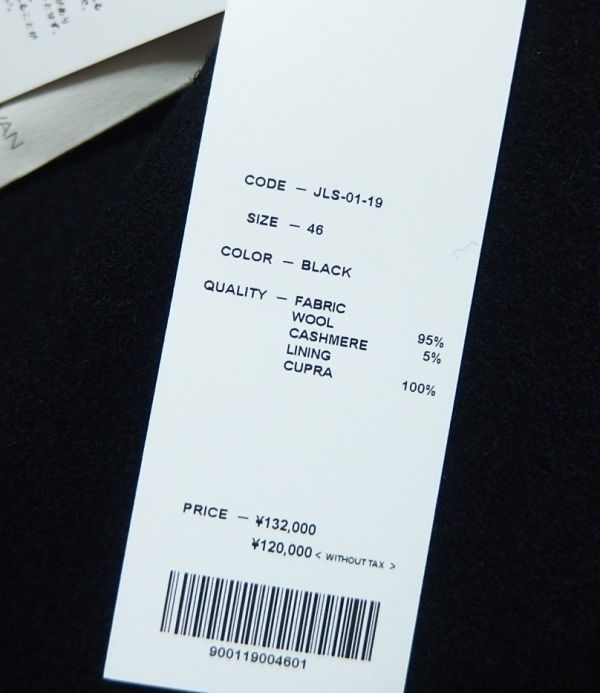 VAN
CODE — JLS-01-19
SIZE — 46
COLOR — BLACK
QUALITY — FABRIC
WOOL 95%
CASHMERE 5%
LINING
CUPRA 100%
PRICE — ¥132,000
¥120,000 < WITHOUT TAX >
900119004601